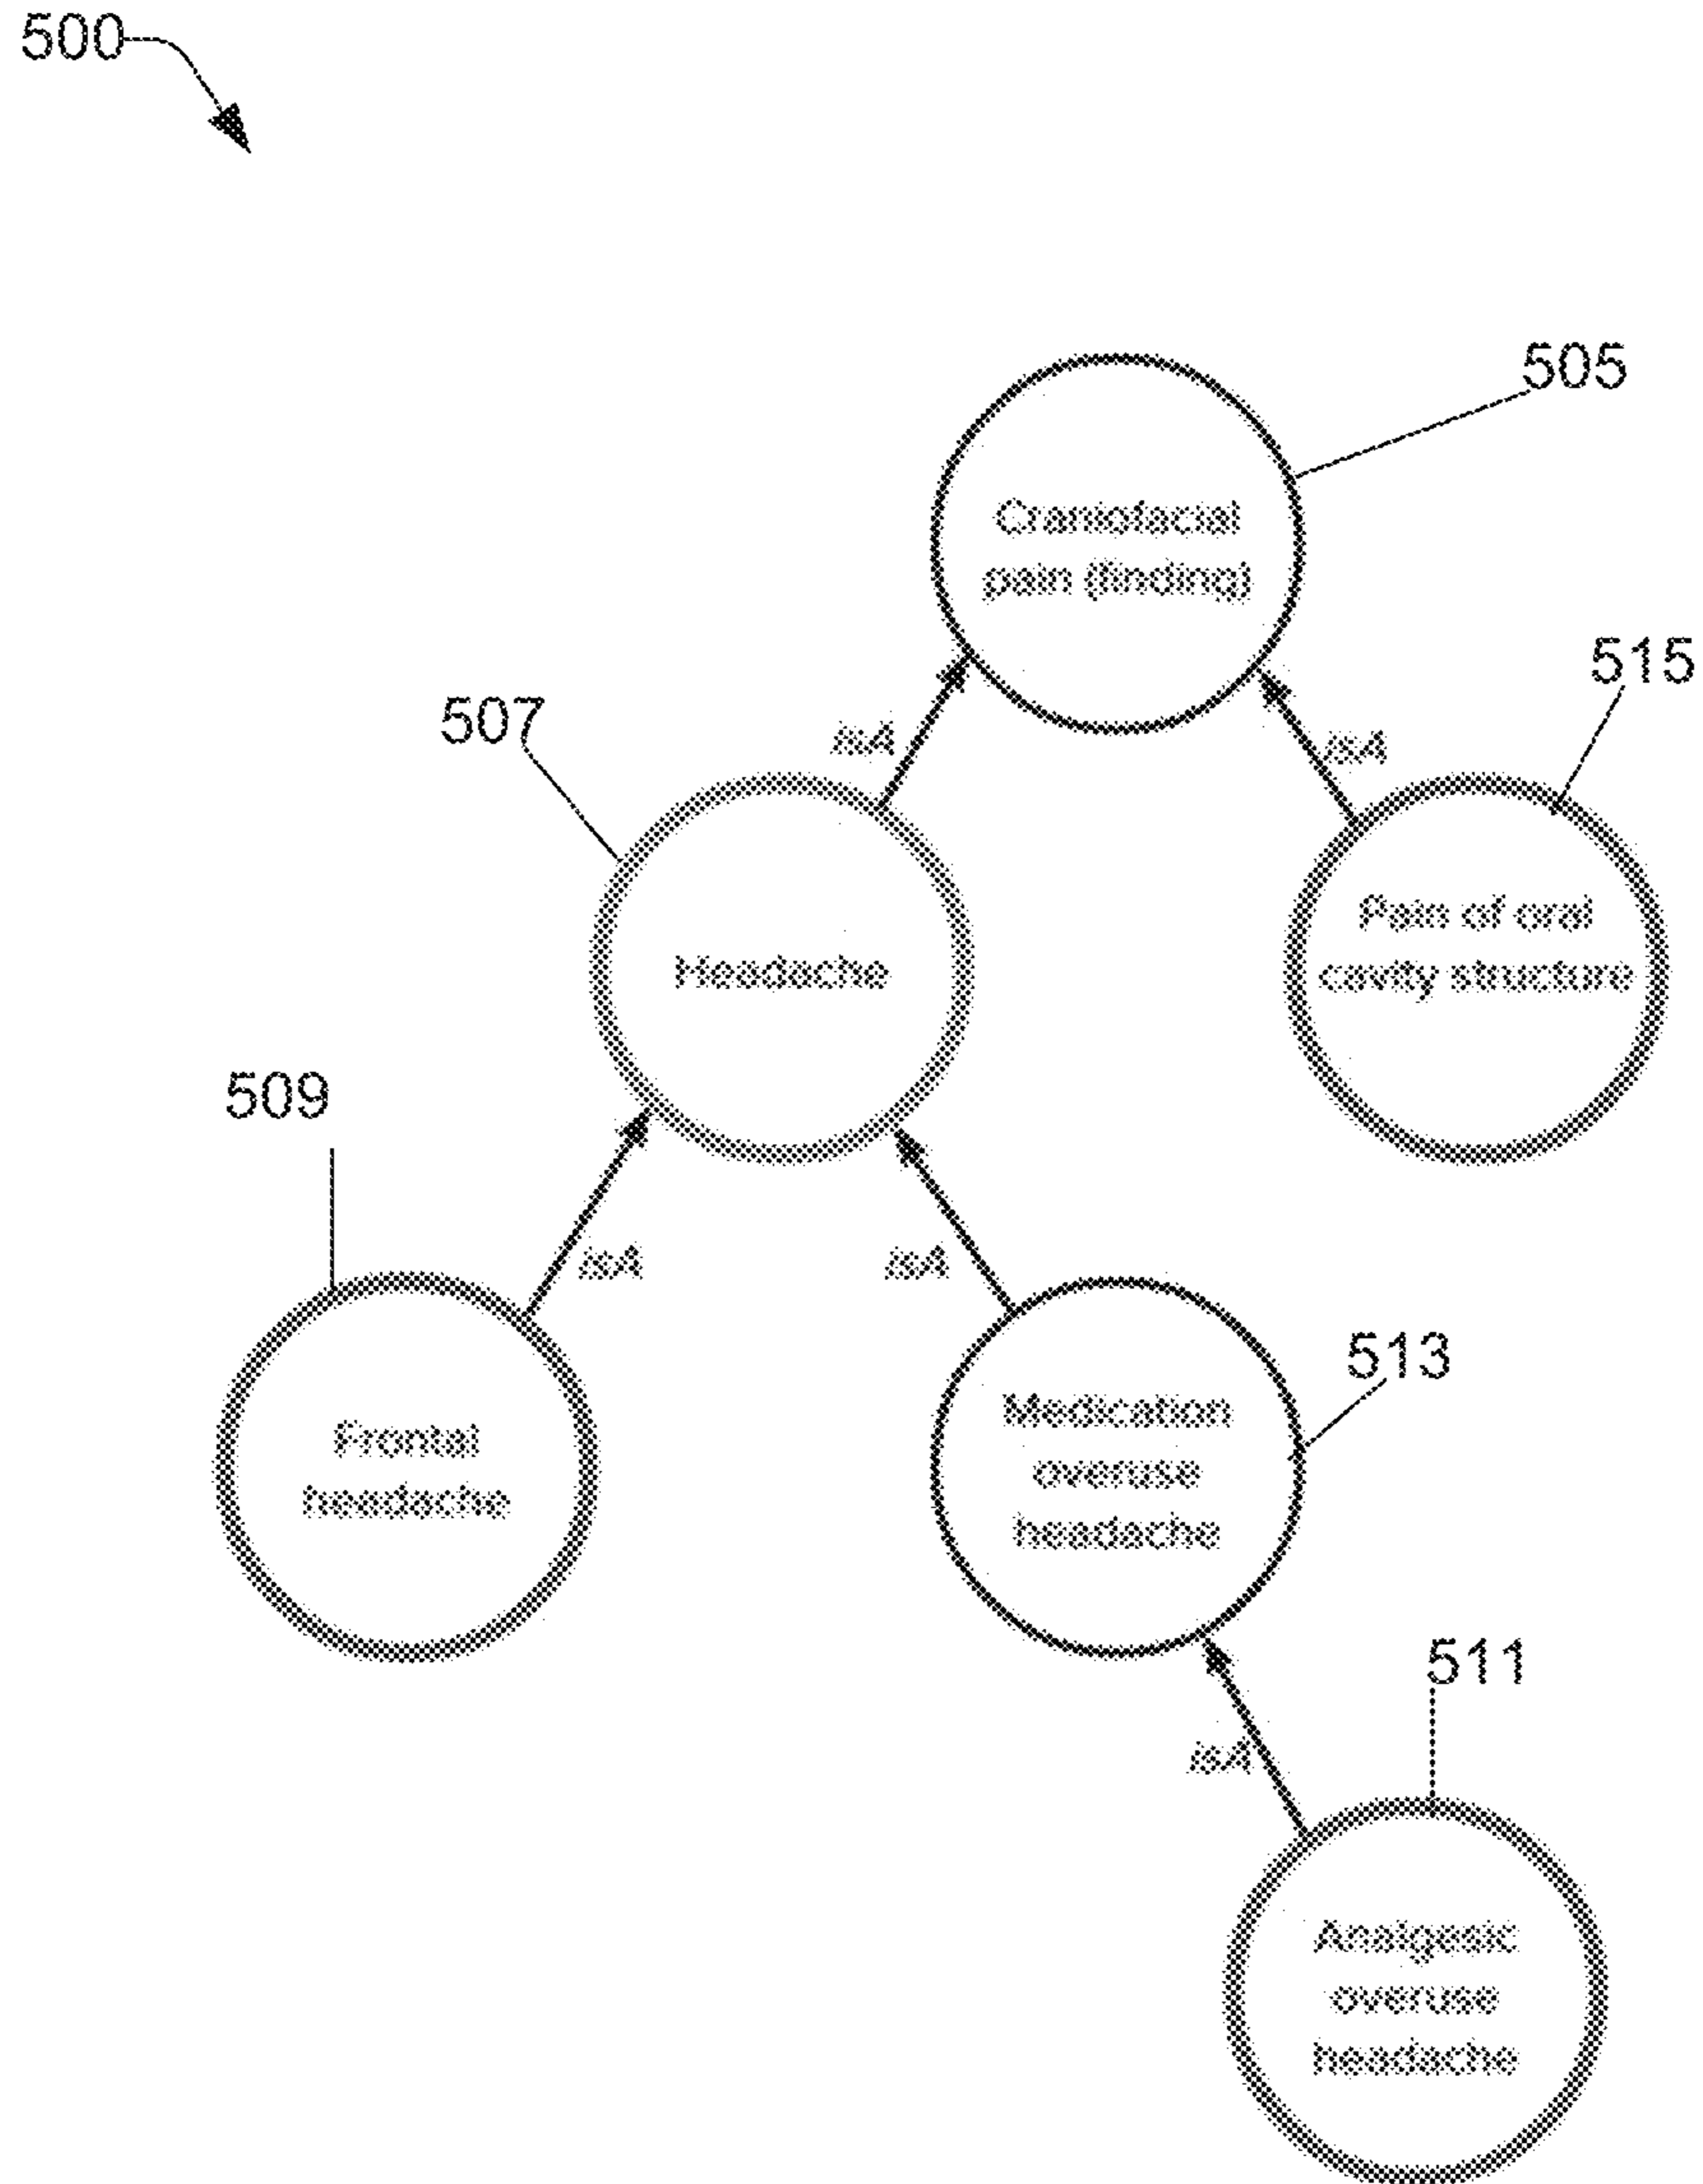 500
505
Craniofacial
pain (finding)
515
507
isA
isA
Pain of oral
cavity structure
Headache
509
isA
isA
513
Medication
overuse
headache
Frontal
headache
511
isA
Analgesic
overuse
headache